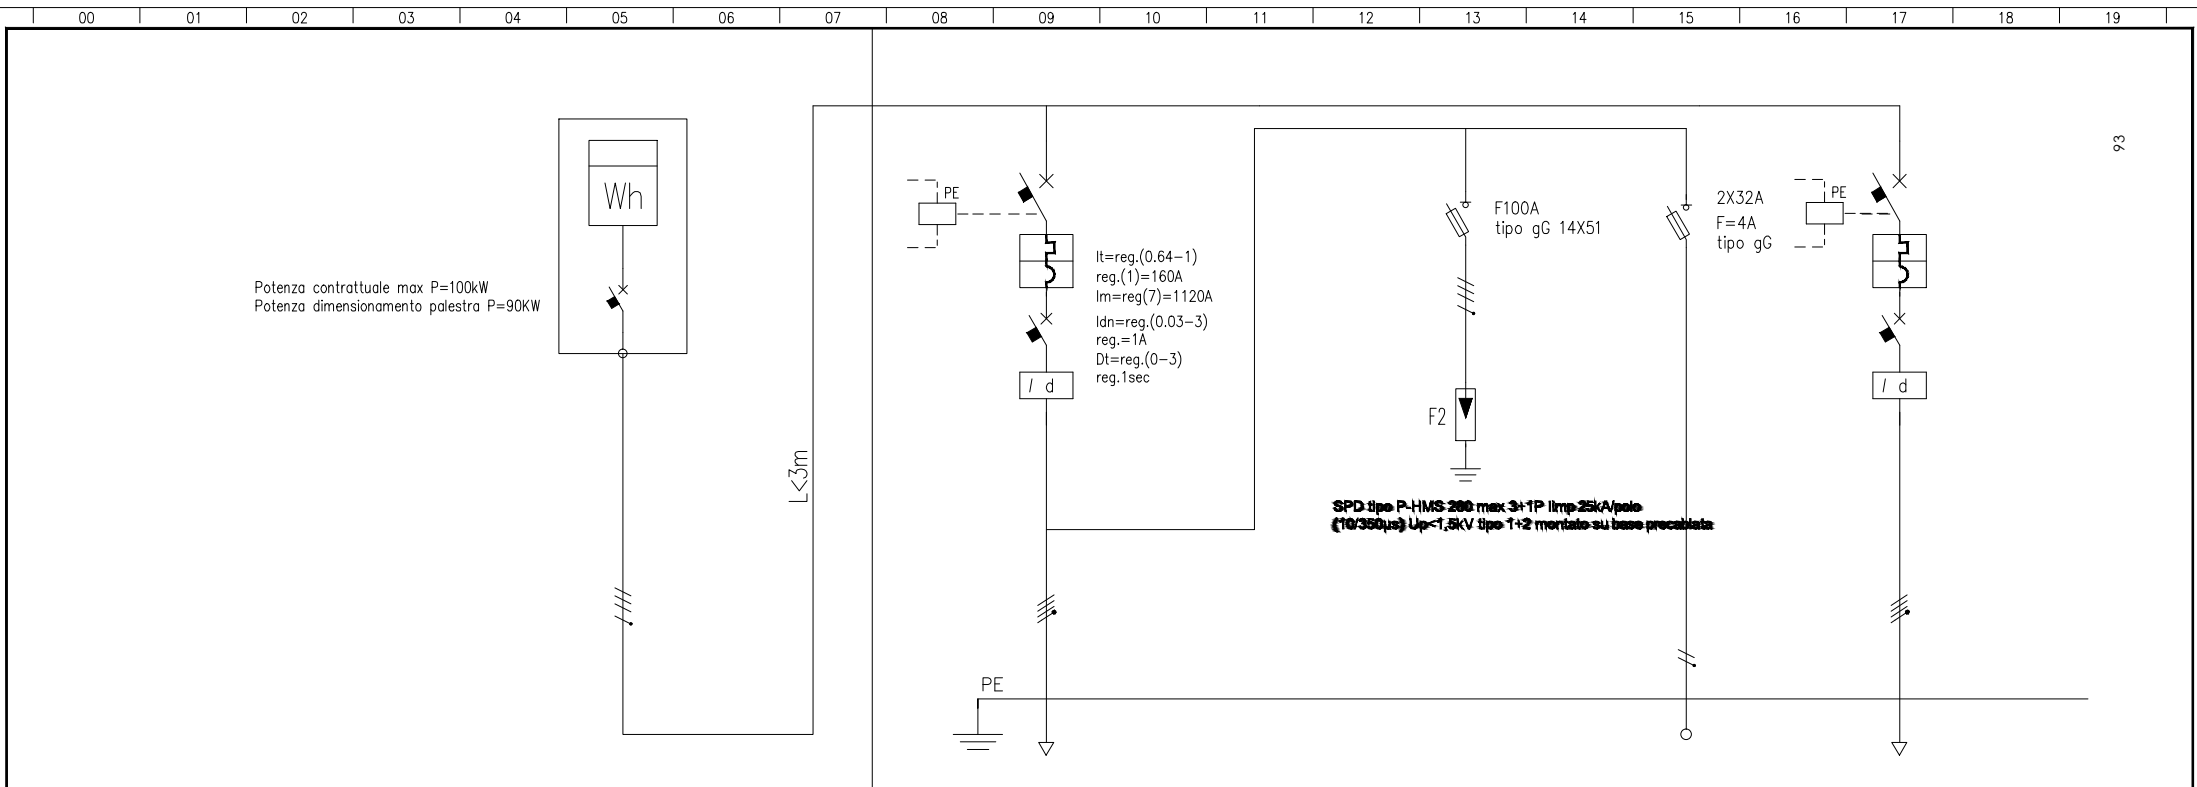 00 01 02 03 04 05 06 07 08 09 10 11 12 13 14 15 16 17 18 19
93
Wh
Potenza contrattuale max P=100kW
Potenza dimensionamento palestra P=90KW
L<3m
PE
It=reg.(0.64-1)
reg.(1)=160A
Im=reg(7)=1120A
Idn=reg.(0.03-3)
reg.=1A
Dt=reg.(0-3)
reg.1sec
I d
F100A
tipo gG 14X51
F2
SPD tipo P-HMS 280 max 3+1P Iimp 25kA/polo
(10/350µs) Up<1,5kV tipo 1+2 montato su base precablata
2X32A
F=4A
tipo gG
PE
I d
PE